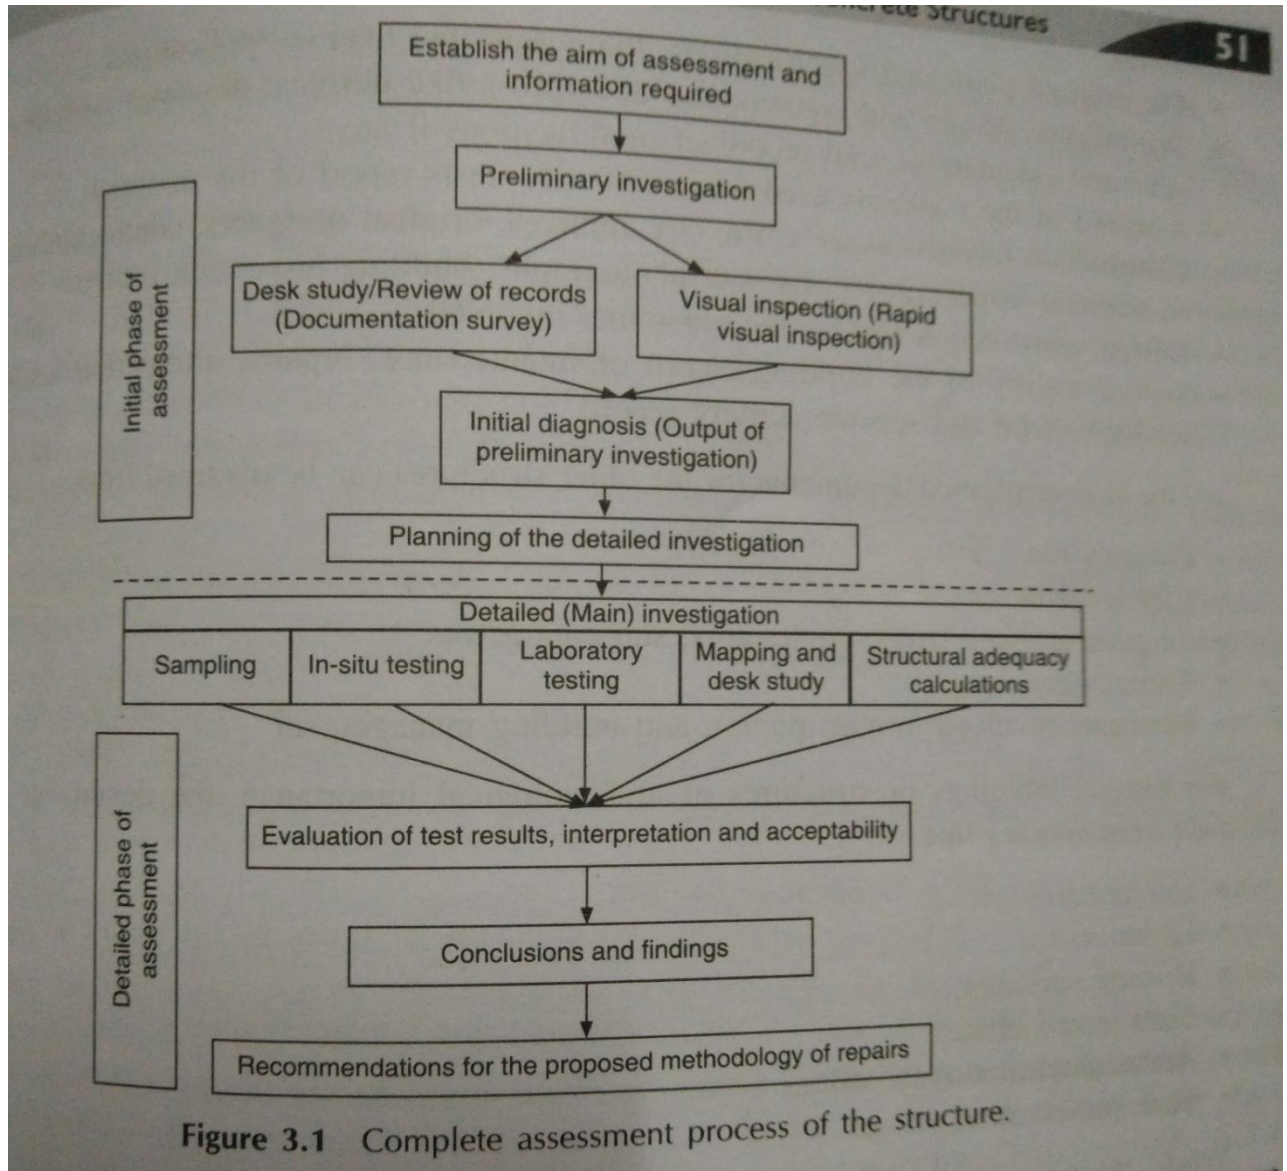 Structures
51
Establish the aim of assessment and
information required
Preliminary investigation
Initial phase of
assessment
Desk study/Review of records
(Documentation survey)
Visual inspection (Rapid
visual inspection)
Initial diagnosis (Output of
preliminary investigation)
Planning of the detailed investigation
Detailed (Main) investigation
Sampling
In-situ testing
Laboratory
testing
Mapping and
desk study
Structural adequacy
calculations
Detailed phase of
assessment
Evaluation of test results, interpretation and acceptability
Conclusions and findings
Recommendations for the proposed methodology of repairs
Figure 3.1 Complete assessment process of the structure.